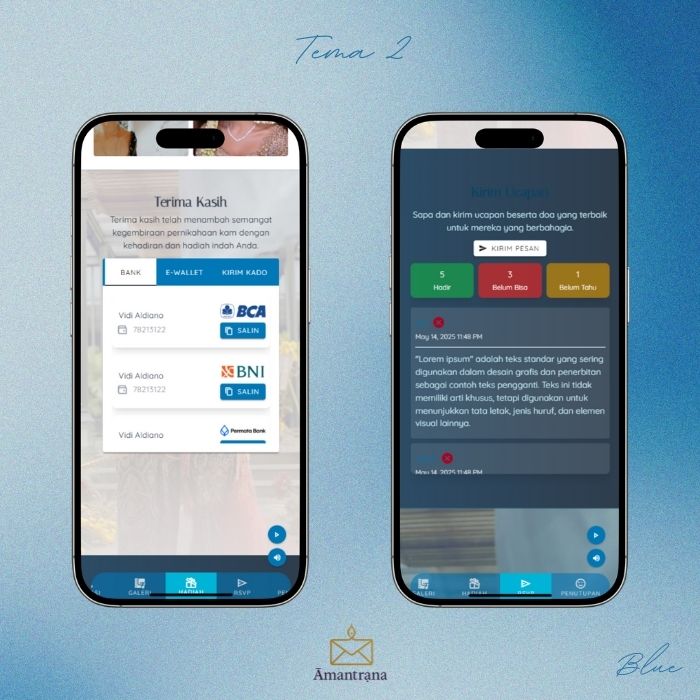 Tema 2
Terima Kasih
Terima kasih telah menambah semangat
kegembiraan pernikahaan kam dengan
kehadiran dan hadiah indah Anda.
BANK
E-WALLET
KIRIM KADO
Vidi Aldiano
BCA
78213122
SALIN
Vidi Aldiano
BNI
78213122
SALIN
Vidi Aldiano
Permata Bank
GALERI
HADIAH
RSVP
Kirim Ucapan
Sapa dan kirim ucapan beserta doa yang terbaik
untuk mereka yang berbahagia.
KIRIM PESAN
5
Hadir
3
Belum Bisa
1
Belum Tahu
May 14, 2025 11:48 PM
"Lorem ipsum" adalah teks standar yang sering
digunakan dalam desain grafis dan penerbitan
sebagai contoh teks pengganti. Teks ini tidak
memiliki arti khusus, tetapi digunakan untuk
menunjukkan tata letak, jenis huruf, dan elemen
visual lainnya.
May 14, 2025 11:48 PM
GALERI
HADIAH
RSVP
PENUTUPAN
Āmantraṇa
Blue